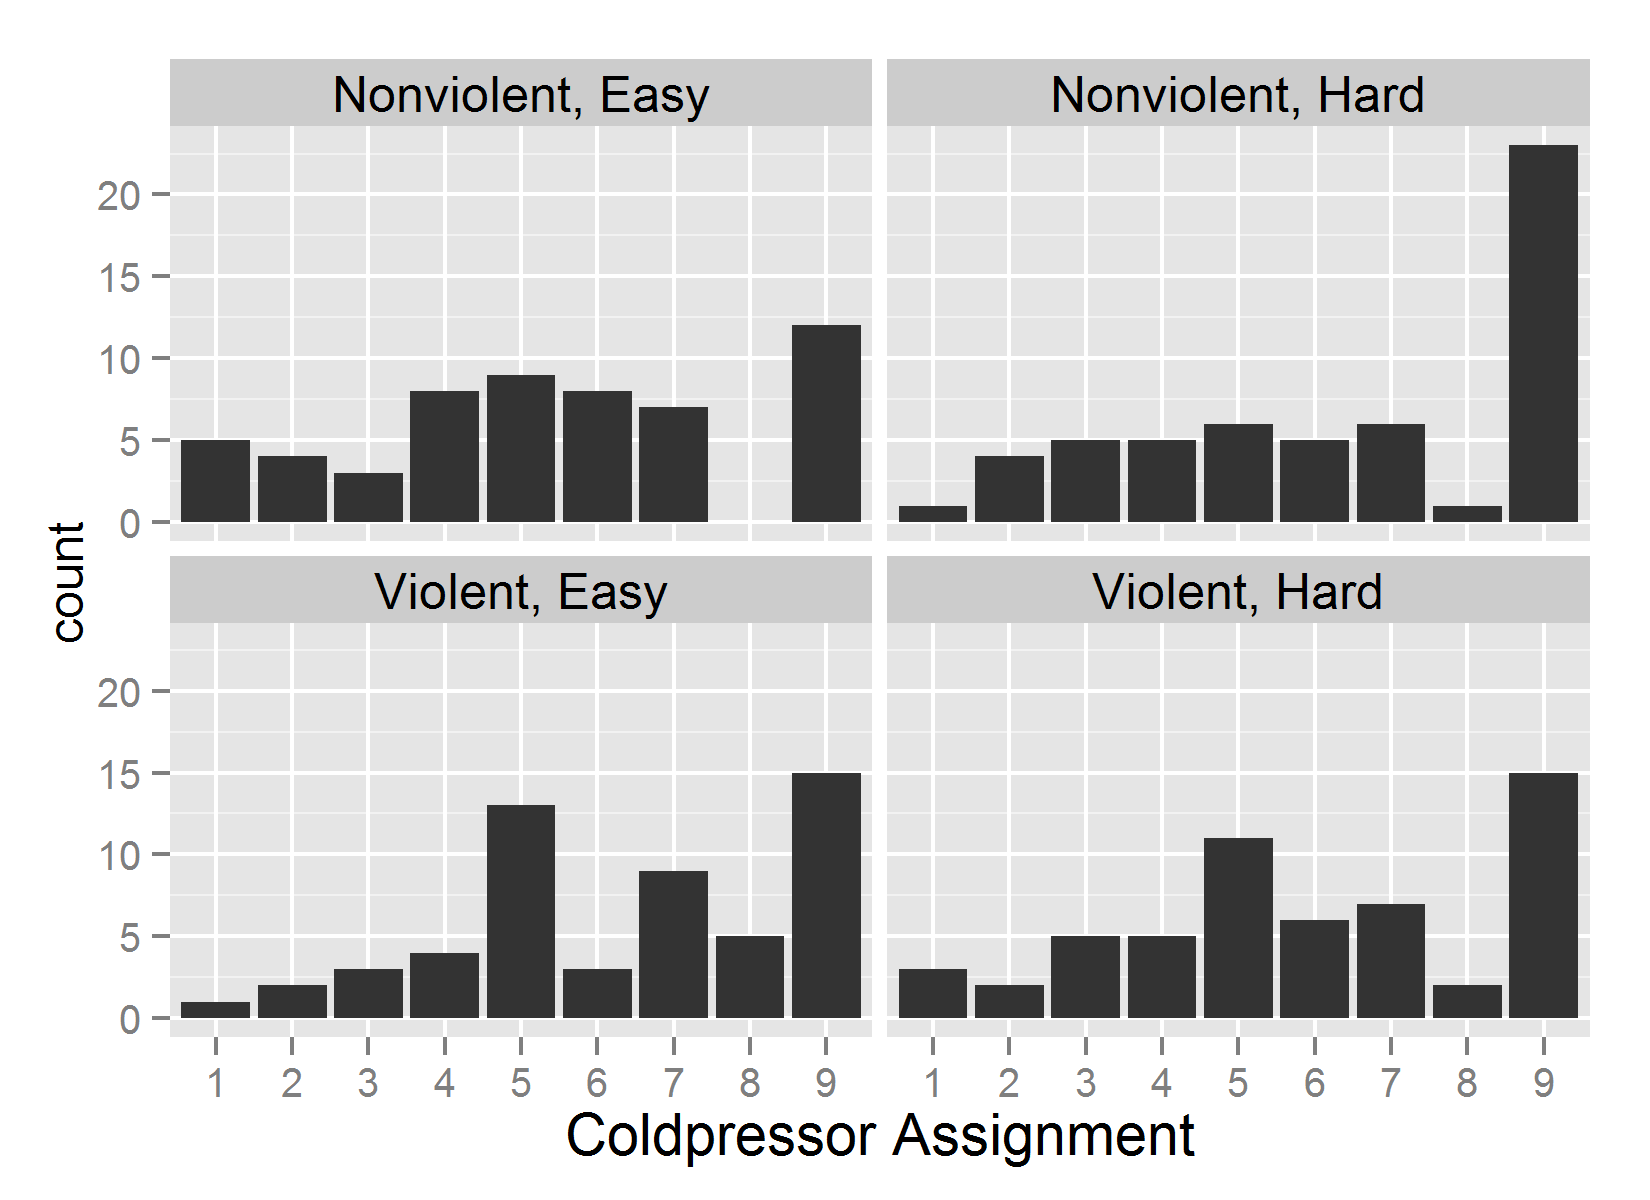 Nonviolent, Easy
Nonviolent, Hard
20
15
10
5
0
Violent, Easy
Violent, Hard
20
15
10
5
0
count
1 2 3 4 5 6 7 8 9
1 2 3 4 5 6 7 8 9
Coldpressor Assignment